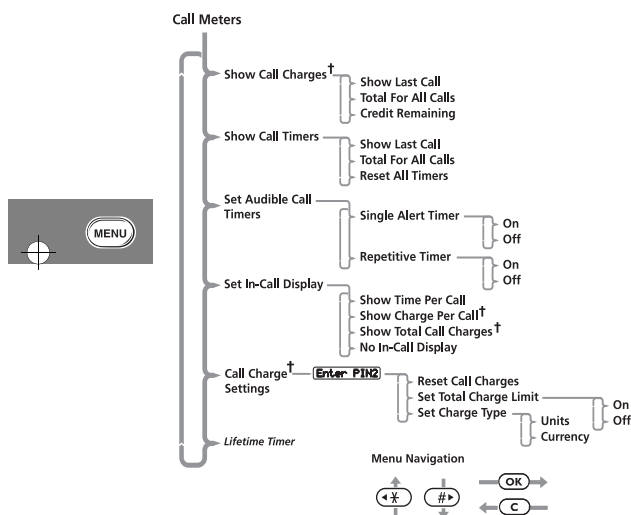 Call Meters
Show Call Charges†
Show Last Call
Total For All Calls
Credit Remaining
Show Call Timers
Show Last Call
Total For All Calls
Reset All Timers
Set Audible Call
Timers
Single Alert Timer
On
Off
Repetitive Timer
On
Off
MENU
Set In-Call Display
Show Time Per Call
Show Charge Per Call†
Show Total Call Charges†
No In-Call Display
Call Charge†
Settings
Enter PIN2
Reset Call Charges
Set Total Charge Limit
On
Off
Set Charge Type
Units
Currency
Lifetime Timer
Menu Navigation
*
#
OK
C